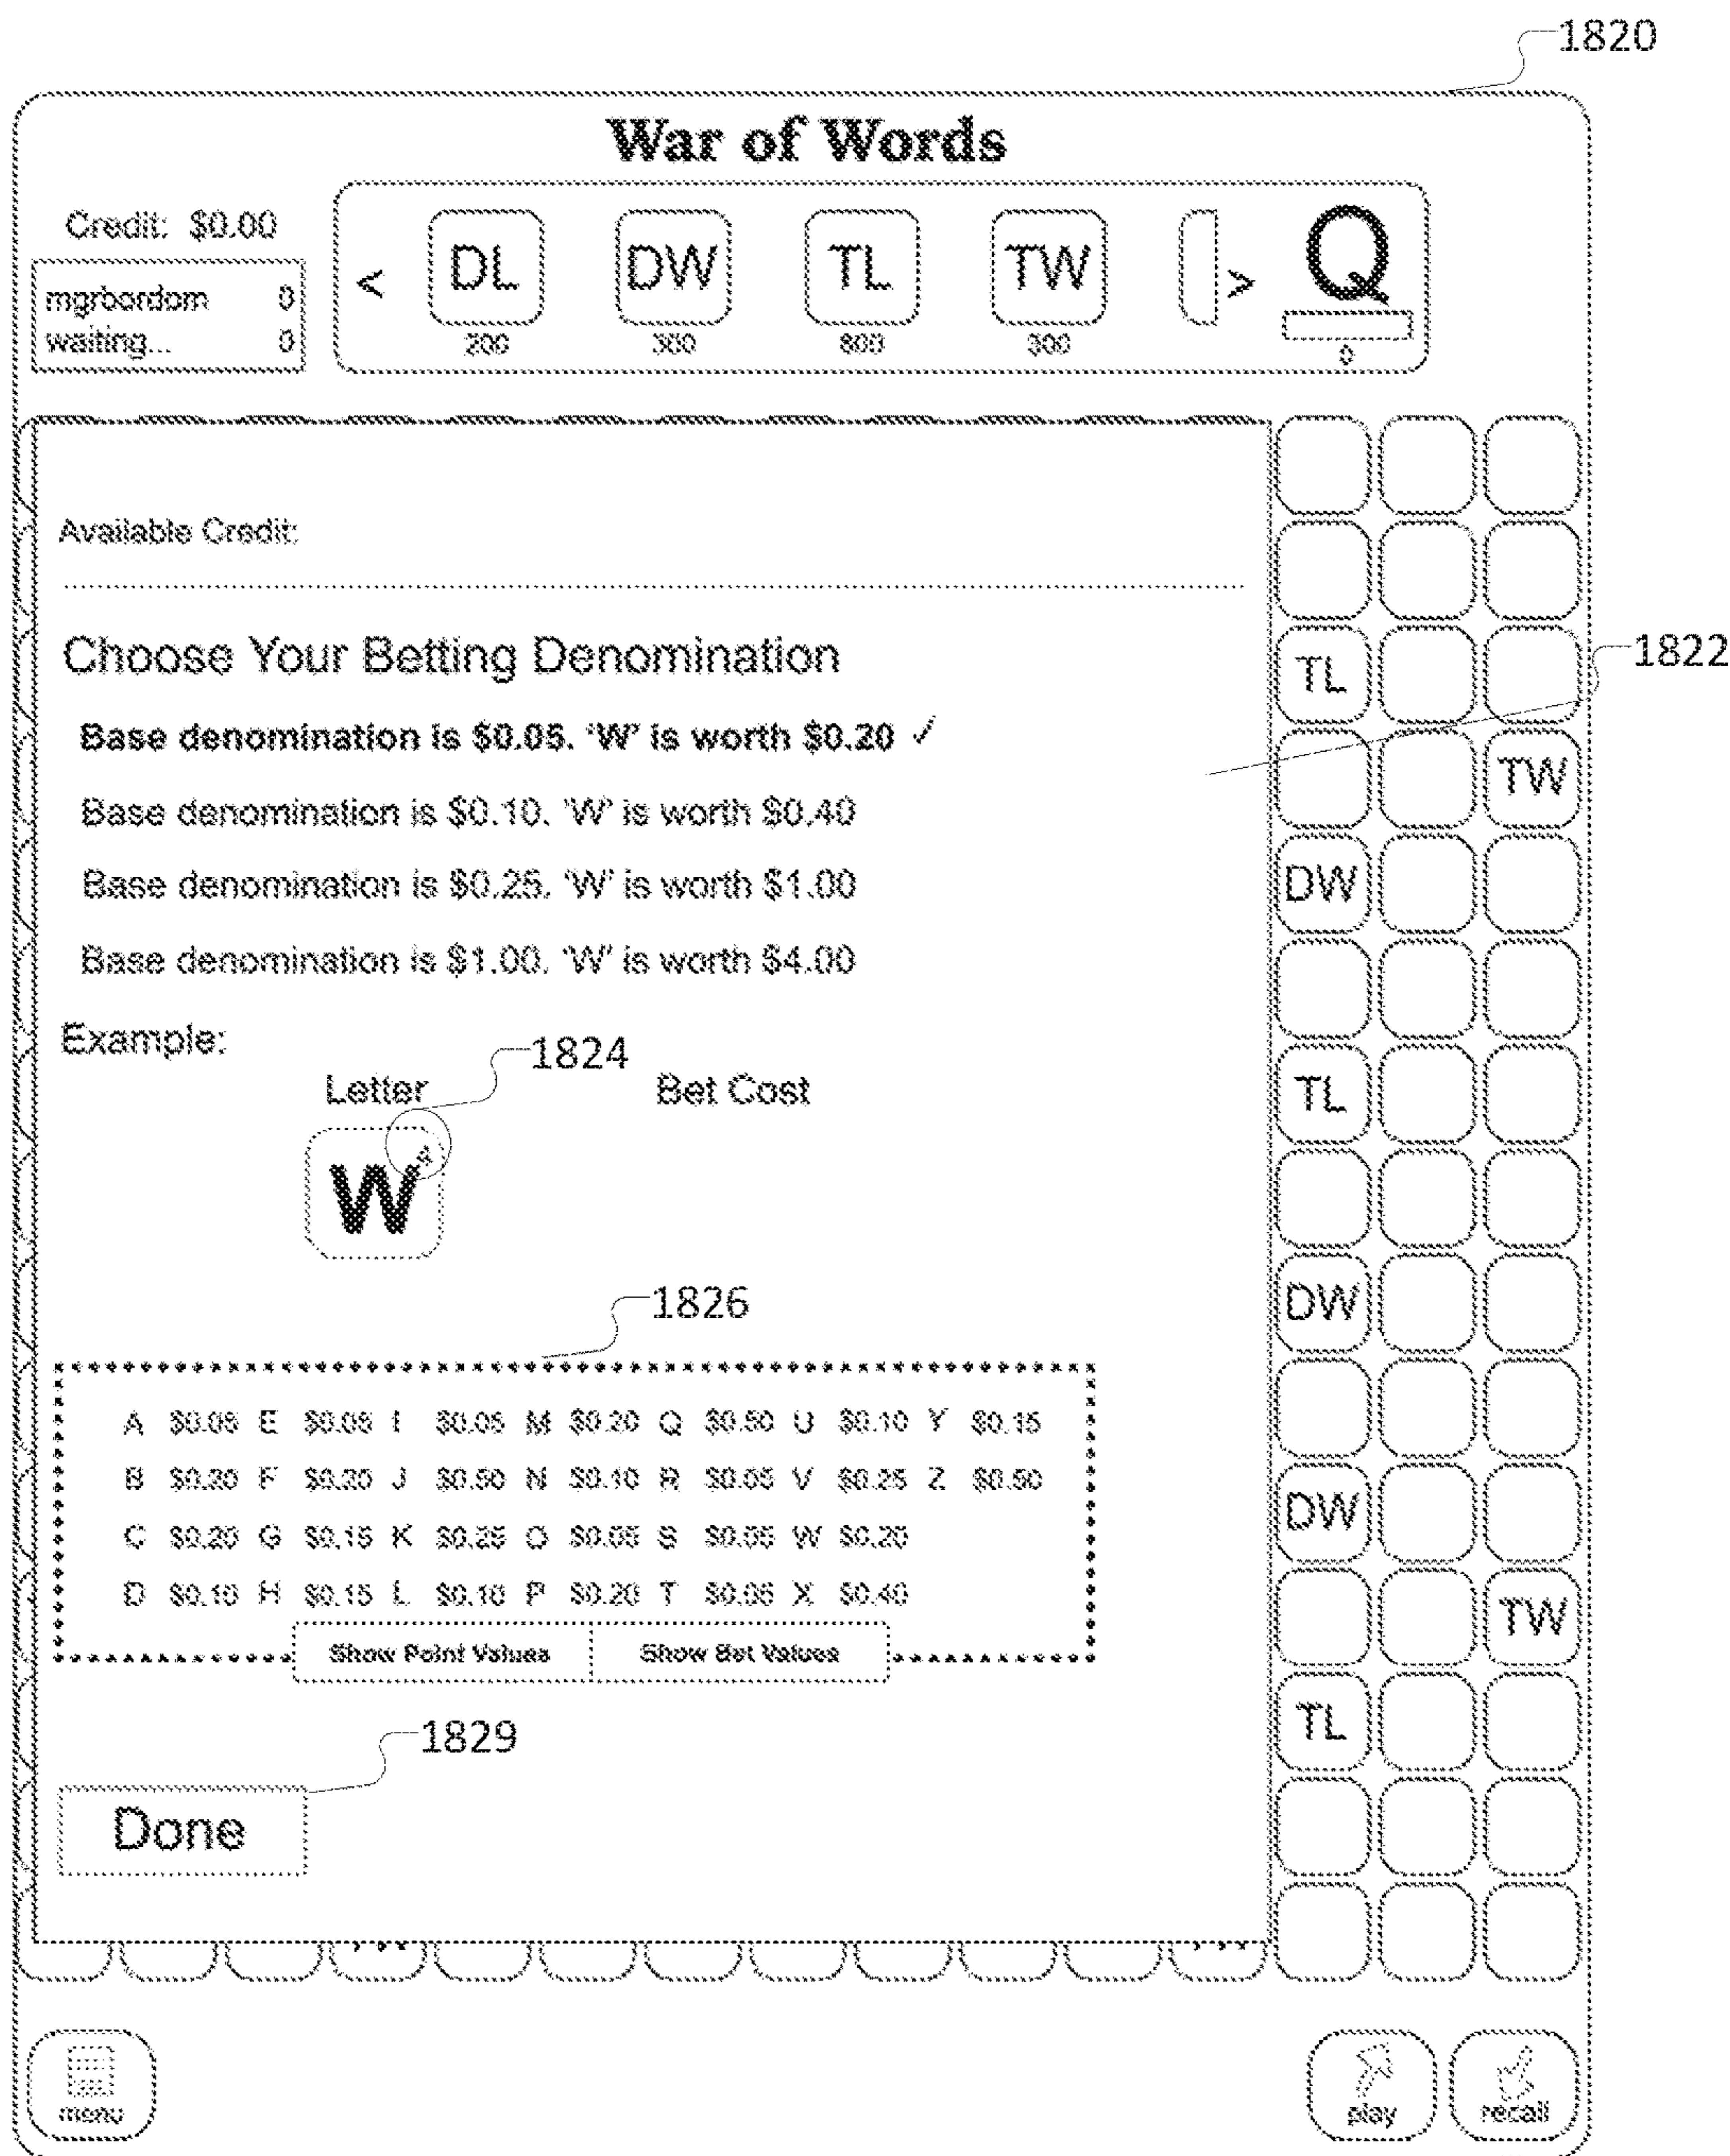 1820
War of Words
Credit: $0.00
mgrbordom 0
waiting... 0
< DL DW TL TW > Q
200 300 800 300 0
Available Credit:
Choose Your Betting Denomination
1822
TL
Base denomination is $0.05. 'W' is worth $0.20 ✓
TW
Base denomination is $0.10. 'W' is worth $0.40
Base denomination is $0.25. 'W' is worth $1.00
DW
Base denomination is $1.00. 'W' is worth $4.00
Example:
1824
Letter Bet Cost
TL
W 4
1826
DW
A $0.05 E $0.05 I $0.05 M $0.20 Q $0.50 U $0.10 Y $0.15
B $0.20 F $0.20 J $0.50 N $0.10 R $0.05 V $0.25 Z $0.50
C $0.20 G $0.15 K $0.25 O $0.05 S $0.05 W $0.20
DW
D $0.10 H $0.15 L $0.10 P $0.20 T $0.05 X $0.40
TW
Show Point Values Show Bet Values
1829
TL
Done
menu play recall